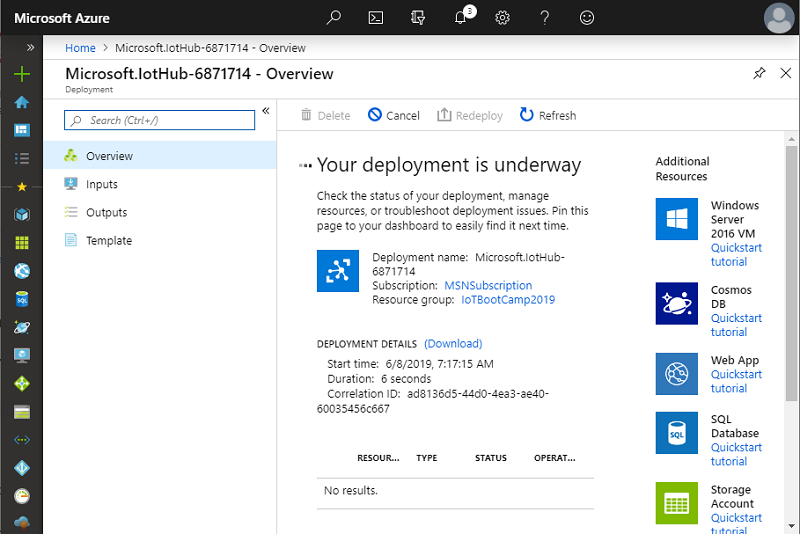 Microsoft Azure
3
Home > Microsoft.IotHub-6871714 - Overview
Microsoft.IotHub-6871714 - Overview
Deployment
Search (Ctrl+/)
Overview
Inputs
Outputs
Template
Delete Cancel Redeploy Refresh
Your deployment is underway
Check the status of your deployment, manage
resources, or troubleshoot deployment issues. Pin this
page to your dashboard to easily find it next time.
Deployment name: Microsoft.IotHub-
6871714
Subscription: MSNSubscription
Resource group: IoTBootCamp2019
DEPLOYMENT DETAILS (Download)
Start time: 6/8/2019, 7:17:15 AM
Duration: 6 seconds
Correlation ID: ad8136d5-44d0-4ea3-ae40-
60035456c667
RESOUR... TYPE STATUS OPERAT...
No results.
Additional
Resources
Windows
Server
2016 VM
Quickstart
tutorial
Cosmos
DB
Quickstart
tutorial
Web App
Quickstart
tutorial
SQL
SQL
Database
Quickstart
tutorial
Storage
Account
Quickstart
tutorial